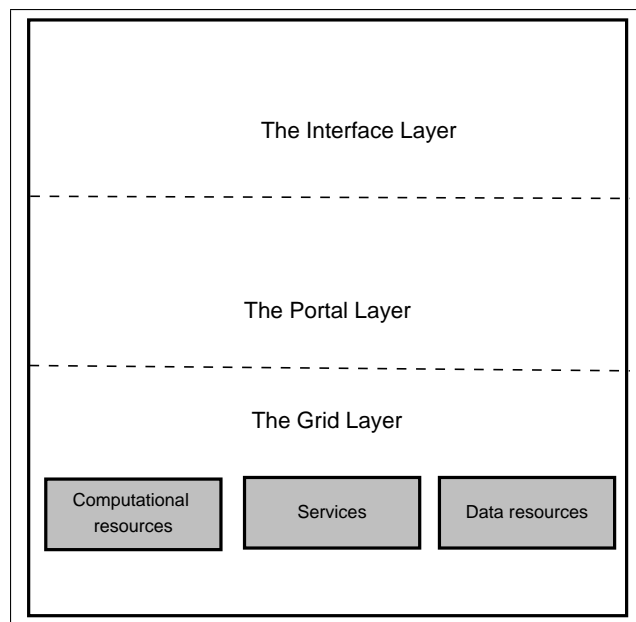 The Interface Layer
The Portal Layer
The Grid Layer
Computational
resources
Services
Data resources